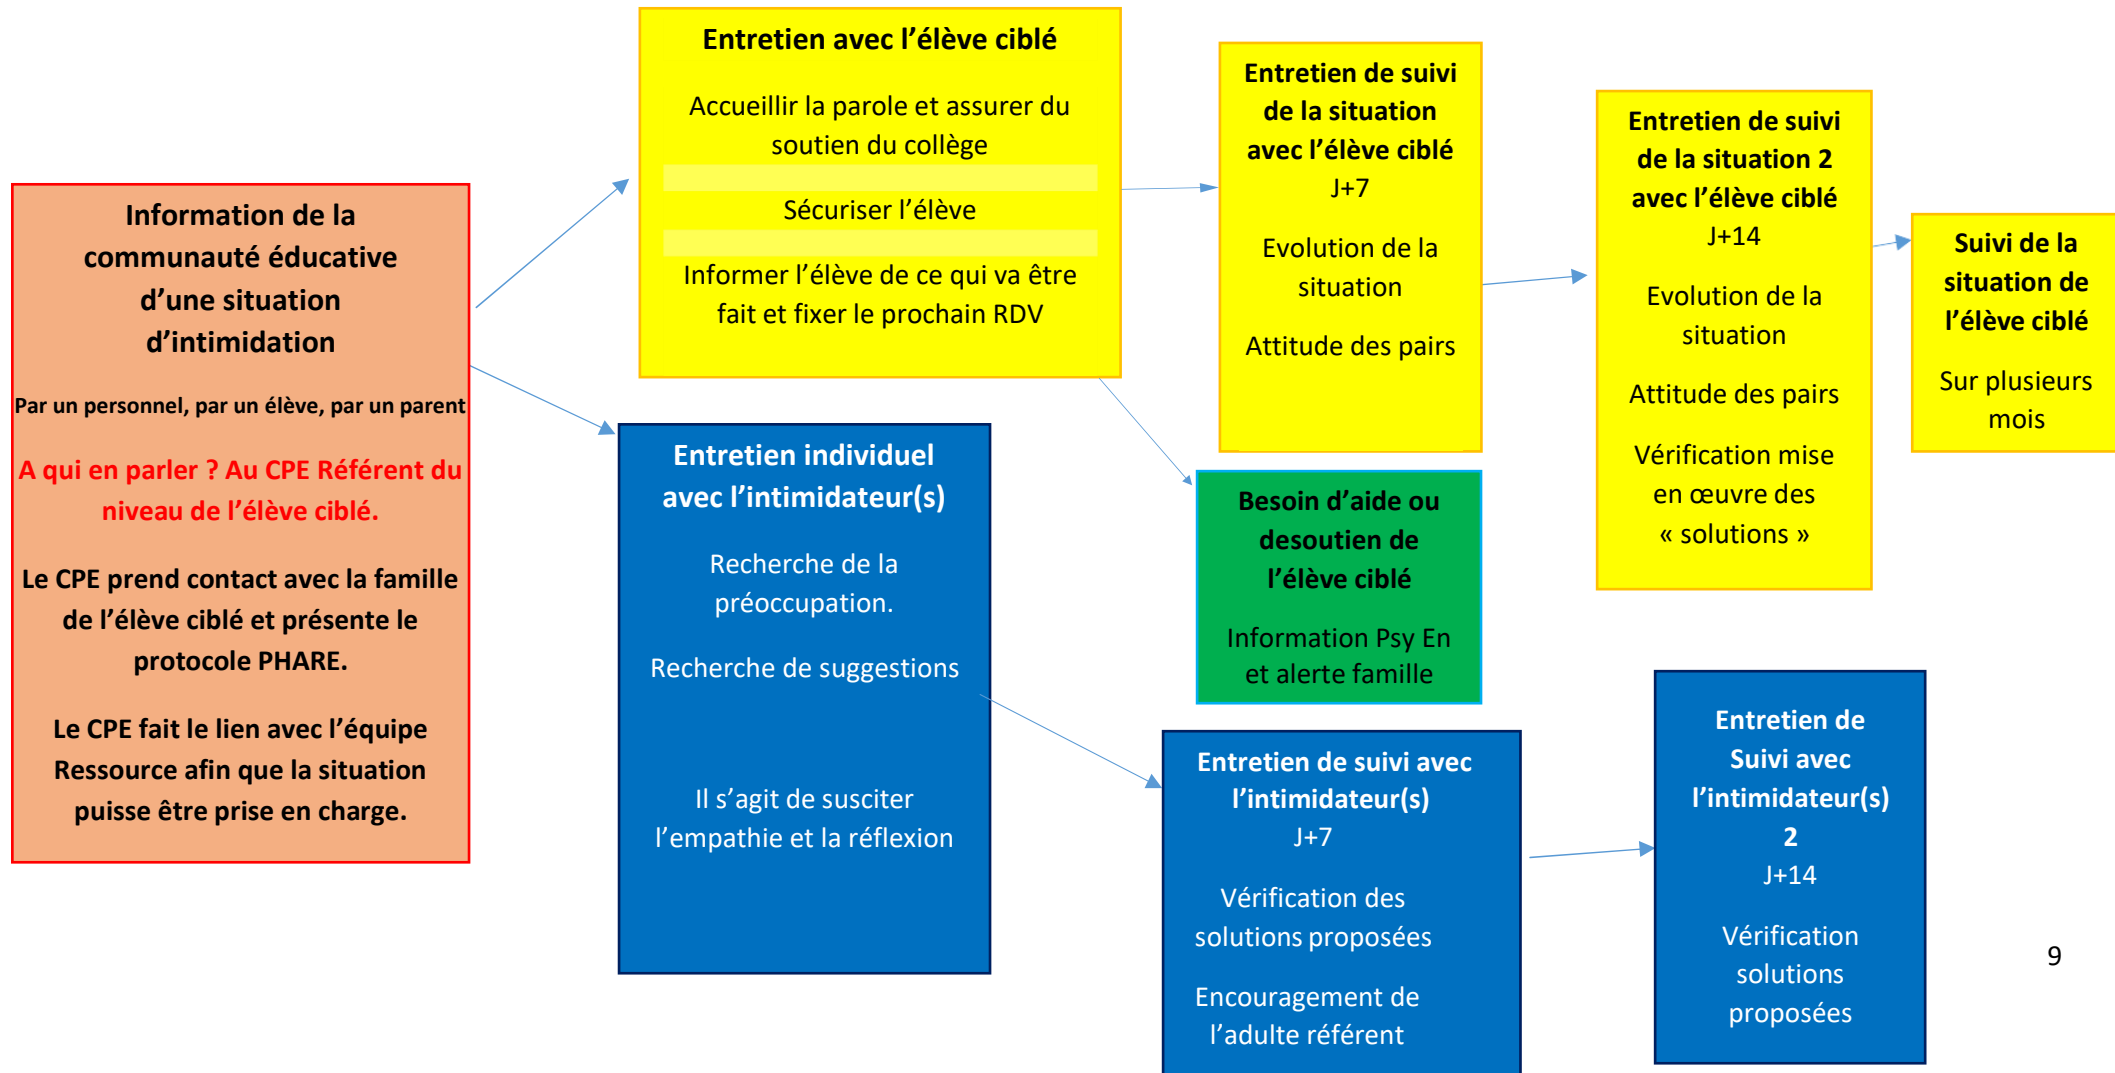 Information de la
communauté éducative
d’une situation
d’intimidation
Par un personnel, par un élève, par un parent
A qui en parler ? Au CPE Référent du
niveau de l’élève ciblé.
Le CPE prend contact avec la famille
de l’élève ciblé et présente le
protocole PHARE.
Le CPE fait le lien avec l’équipe
Ressource afin que la situation
puisse être prise en charge.
Entretien avec l’élève ciblé
Accueillir la parole et assurer du
soutien du collège
Sécuriser l’élève
Informer l’élève de ce qui va être
fait et fixer le prochain RDV
Entretien de suivi
de la situation
avec l’élève ciblé
J+7
Evolution de la
situation
Attitude des pairs
Entretien de suivi
de la situation 2
avec l’élève ciblé
J+14
Evolution de la
situation
Attitude des pairs
Vérification mise
en œuvre des
« solutions »
Suivi de la
situation de
l’élève ciblé
Sur plusieurs
mois
Besoin d’aide ou
desoutien de
l’élève ciblé
Information Psy En
et alerte famille
Entretien individuel
avec l’intimidateur(s)
Recherche de la
préoccupation.
Recherche de suggestions
Il s’agit de susciter
l’empathie et la réflexion
Entretien de suivi avec
l’intimidateur(s)
J+7
Vérification des
solutions proposées
Encouragement de
l’adulte référent
Entretien de
Suivi avec
l’intimidateur(s)
2
J+14
Vérification
solutions
proposées
9